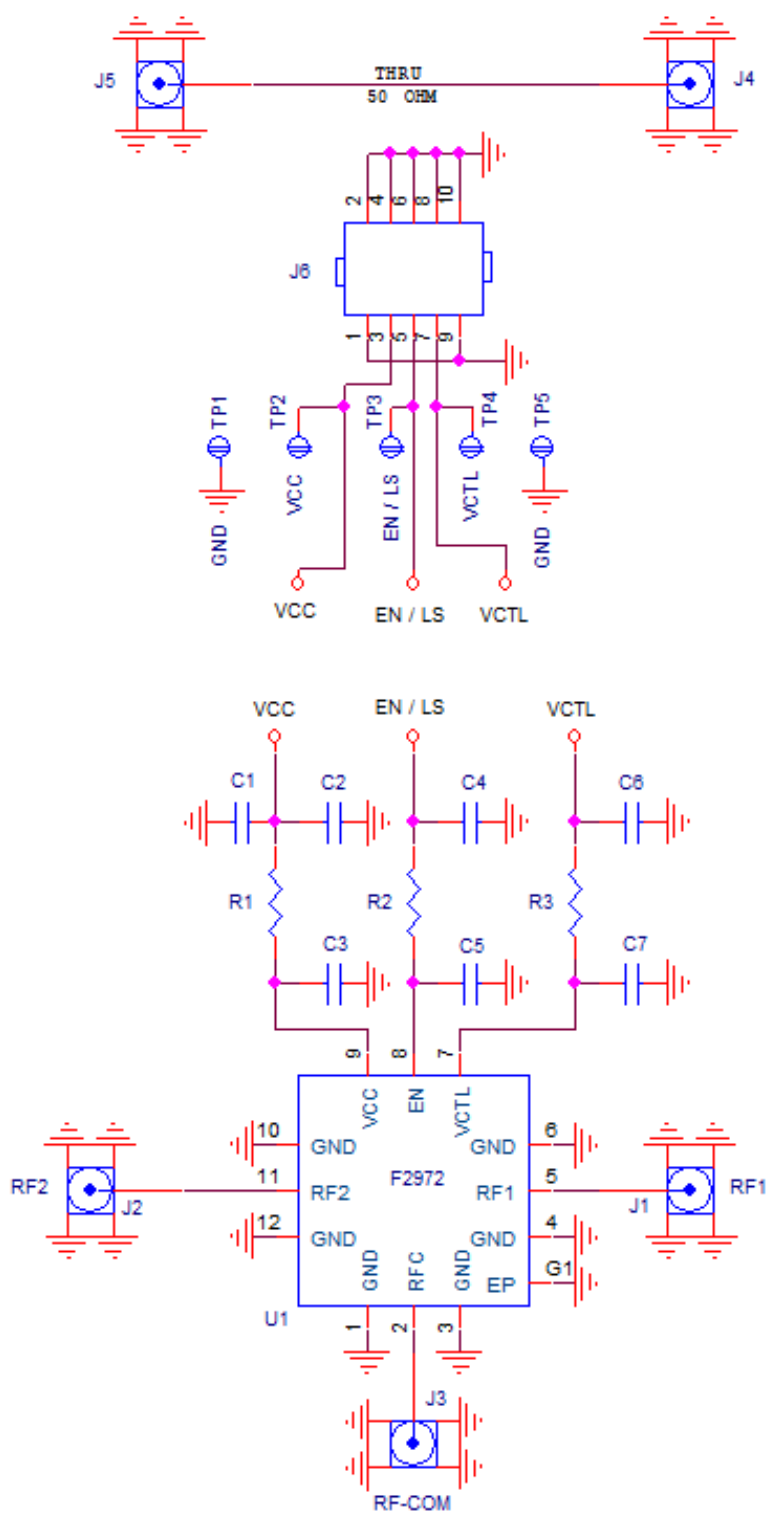 J5
THRU
50 OHM
J4
2
4
6
8
10
J6
1
3
5
7
9
TP1
GND
TP2
VCC
TP3
EN / LS
TP4
VCTL
TP5
GND
VCC
EN / LS
VCTL
VCC
EN / LS
VCTL
C1
C2
C4
C6
R1
R2
R3
C3
C5
C7
9
8
7
VCC
EN
VCTL
10
GND
GND
6
RF2
J2
11
RF2
F2972
RF1
5
J1
RF1
12
GND
GND
4
GND
RFC
GND
EP
G1
U1
1
2
3
J3
RF-COM